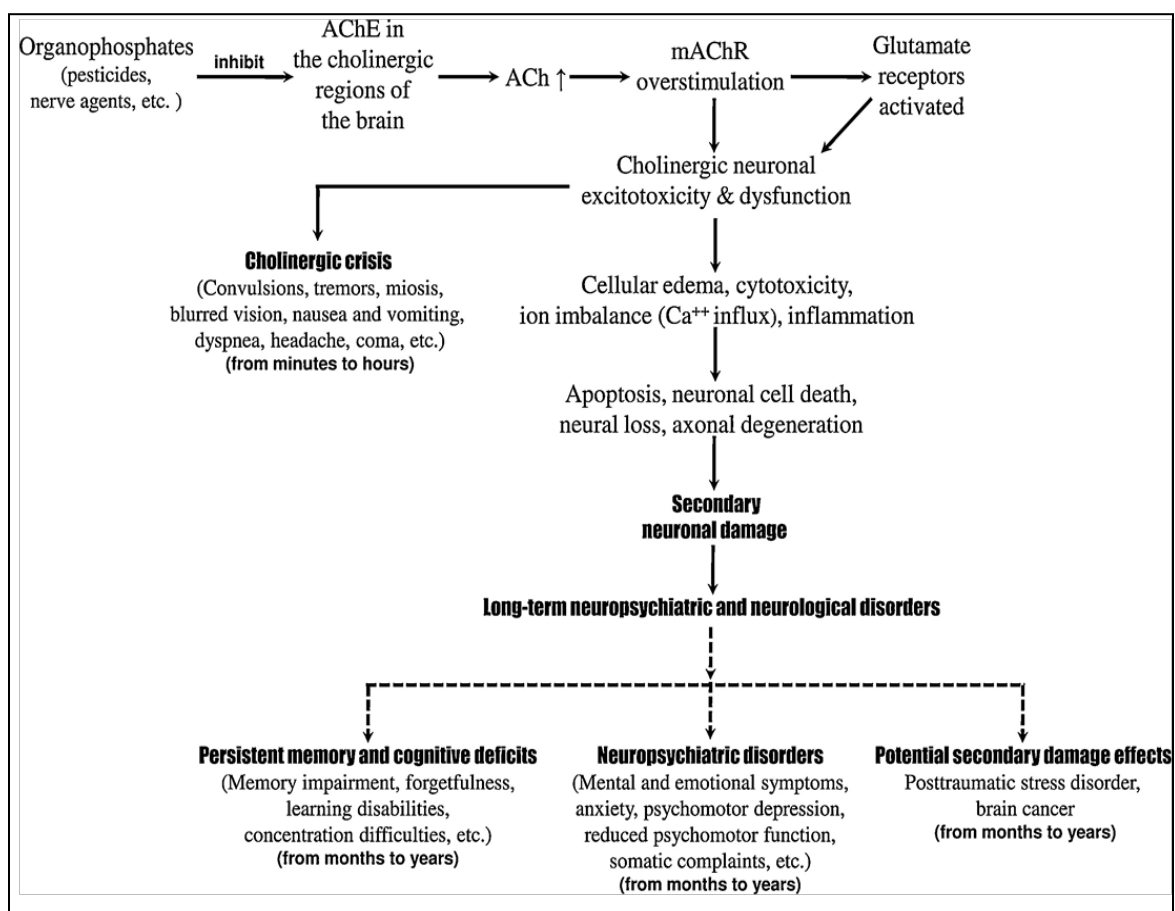 Organophosphates
(pesticides,
nerve agents, etc. )
inhibit
AChE in
the cholinergic
regions of
the brain
ACh ↑
mAChR
overstimulation
Glutamate
receptors
activated
Cholinergic neuronal
excitotoxicity & dysfunction
Cholinergic crisis
(Convulsions, tremors, miosis,
blurred vision, nausea and vomiting,
dyspnea, headache, coma, etc.)
(from minutes to hours)
Cellular edema, cytotoxicity,
ion imbalance (Ca⁺⁺ influx), inflammation
Apoptosis, neuronal cell death,
neural loss, axonal degeneration
Secondary
neuronal damage
Long-term neuropsychiatric and neurological disorders
Persistent memory and cognitive deficits
(Memory impairment, forgetfulness,
learning disabilities,
concentration difficulties, etc.)
(from months to years)
Neuropsychiatric disorders
(Mental and emotional symptoms,
anxiety, psychomotor depression,
reduced psychomotor function,
somatic complaints, etc.)
(from months to years)
Potential secondary damage effects
Posttraumatic stress disorder,
brain cancer
(from months to years)